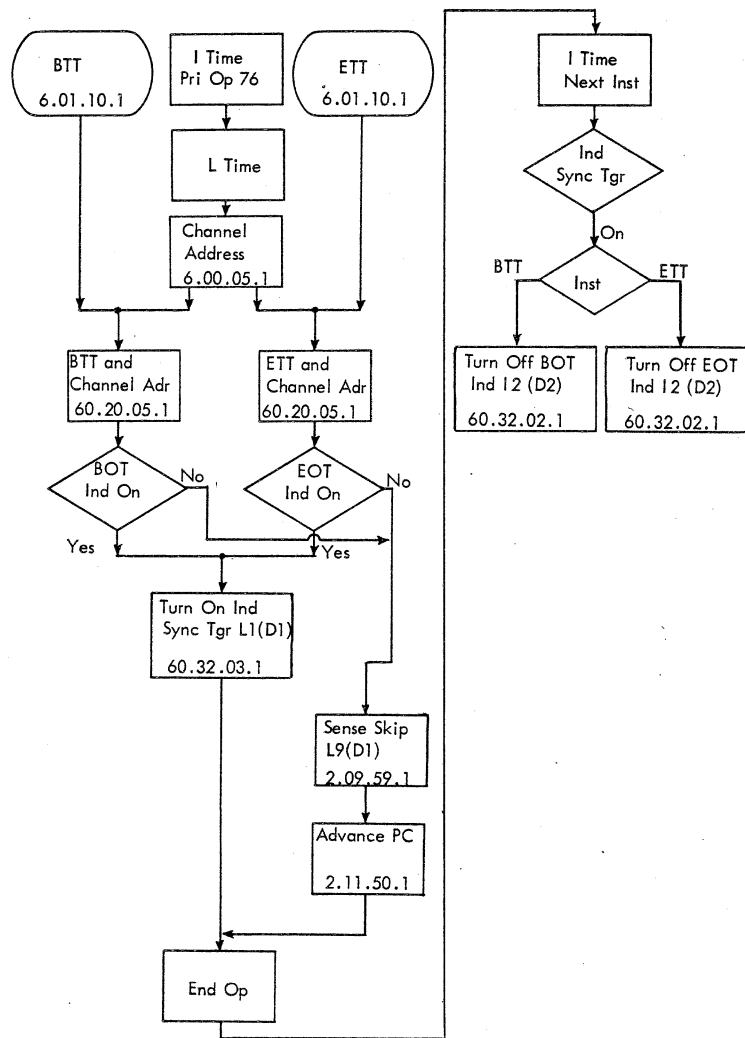 BTT
6.01.10.1
I Time
Pri Op 76
ETT
6.01.10.1
L Time
Channel
Address
6.00.05.1
BTT and
Channel Adr
60.20.05.1
ETT and
Channel Adr
60.20.05.1
BOT
Ind On
No
Yes
EOT
Ind On
No
Yes
Turn On Ind
Sync Tgr L1(D1)
60.32.03.1
Sense Skip
L9(D1)
2.09.59.1
Advance PC
2.11.50.1
End Op
I Time
Next Inst
Ind
Sync Tgr
On
BTT
Inst
ETT
Turn Off BOT
Ind I2 (D2)
60.32.02.1
Turn Off EOT
Ind I2 (D2)
60.32.02.1